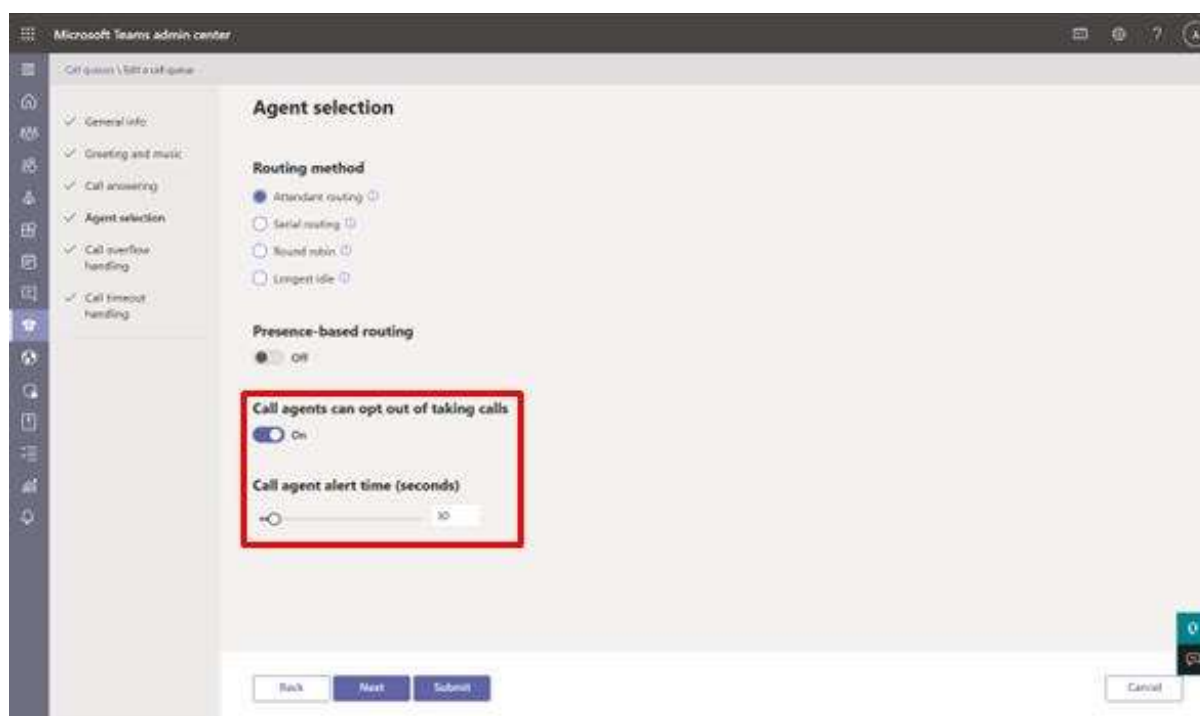 Microsoft Teams admin center
?
Call queues \ Edit a call queue
General info
Greeting and music
Call answering
Agent selection
Call overflow
handling
Call timeout
handling
Agent selection
Routing method
Attendant routing
Serial routing
Round robin
Longest idle
Presence-based routing
Off
Call agents can opt out of taking calls
On
Call agent alert time (seconds)
30
Back
Next
Submit
Cancel